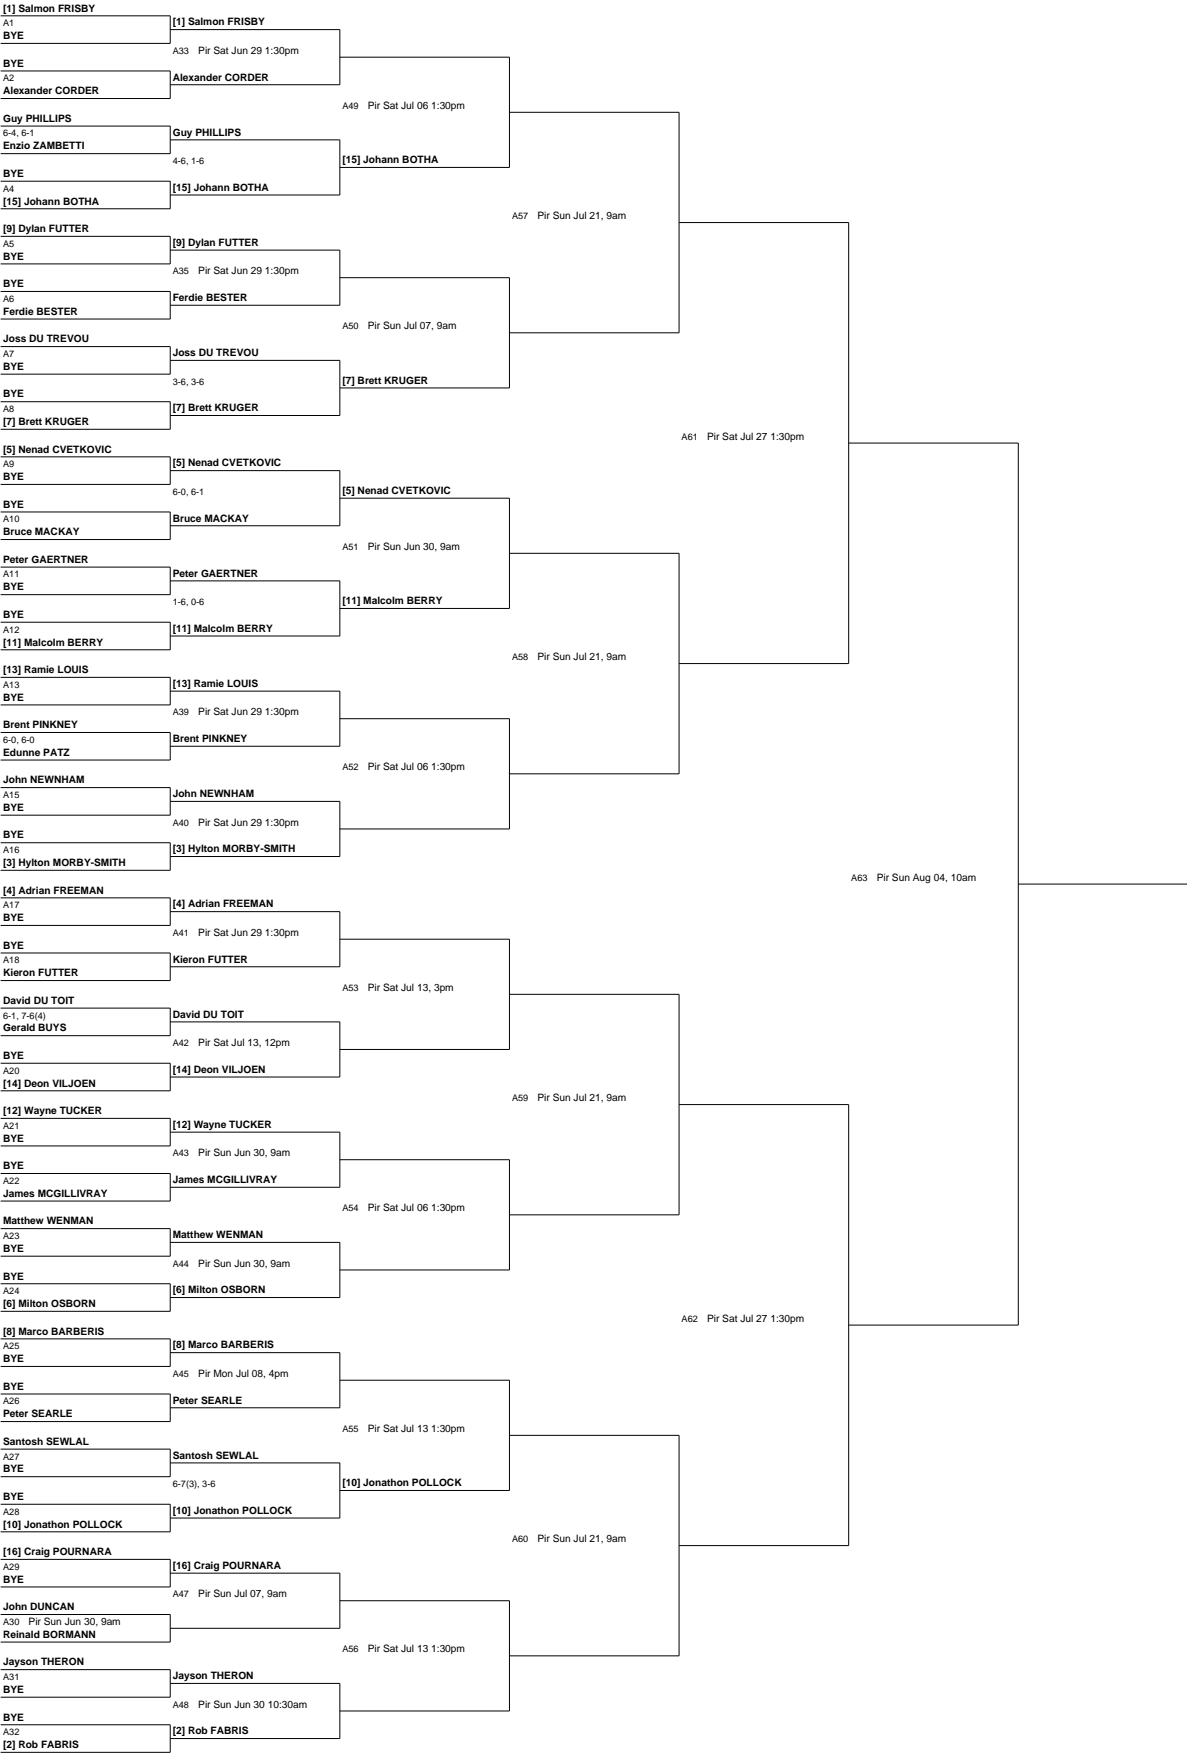 [1] Salmon FRISBY
A1
BYE
[1] Salmon FRISBY
A33 Pir Sat Jun 29 1:30pm
BYE
A2
Alexander CORDER
Alexander CORDER
A49 Pir Sat Jul 06 1:30pm
Guy PHILLIPS
6-4, 6-1
Enzio ZAMBETTI
Guy PHILLIPS
4-6, 1-6
[15] Johann BOTHA
BYE
A4
[15] Johann BOTHA
[15] Johann BOTHA
A57 Pir Sun Jul 21, 9am
[9] Dylan FUTTER
A5
BYE
[9] Dylan FUTTER
A35 Pir Sat Jun 29 1:30pm
BYE
A6
Ferdie BESTER
Ferdie BESTER
A50 Pir Sun Jul 07, 9am
Joss DU TREVOU
A7
BYE
Joss DU TREVOU
3-6, 3-6
[7] Brett KRUGER
BYE
A8
[7] Brett KRUGER
[7] Brett KRUGER
A61 Pir Sat Jul 27 1:30pm
[5] Nenad CVETKOVIC
A9
BYE
[5] Nenad CVETKOVIC
6-0, 6-1
[5] Nenad CVETKOVIC
BYE
A10
Bruce MACKAY
Bruce MACKAY
A51 Pir Sun Jun 30, 9am
Peter GAERTNER
A11
BYE
Peter GAERTNER
1-6, 0-6
[11] Malcolm BERRY
BYE
A12
[11] Malcolm BERRY
[11] Malcolm BERRY
A58 Pir Sun Jul 21, 9am
[13] Ramie LOUIS
A13
BYE
[13] Ramie LOUIS
A39 Pir Sat Jun 29 1:30pm
Brent PINKNEY
6-0, 6-0
Edunne PATZ
Brent PINKNEY
A52 Pir Sat Jul 06 1:30pm
John NEWNHAM
A15
BYE
John NEWNHAM
A40 Pir Sat Jun 29 1:30pm
BYE
A16
[3] Hylton MORBY-SMITH
[3] Hylton MORBY-SMITH
A63 Pir Sun Aug 04, 10am
[4] Adrian FREEMAN
A17
BYE
[4] Adrian FREEMAN
A41 Pir Sat Jun 29 1:30pm
BYE
A18
Kieron FUTTER
Kieron FUTTER
A53 Pir Sat Jul 13, 3pm
David DU TOIT
6-1, 7-6(4)
Gerald BUYS
David DU TOIT
A42 Pir Sat Jul 13, 12pm
BYE
A20
[14] Deon VILJOEN
[14] Deon VILJOEN
A59 Pir Sun Jul 21, 9am
[12] Wayne TUCKER
A21
BYE
[12] Wayne TUCKER
A43 Pir Sun Jun 30, 9am
BYE
A22
James MCGILLIVRAY
James MCGILLIVRAY
A54 Pir Sat Jul 06 1:30pm
Matthew WENMAN
A23
BYE
Matthew WENMAN
A44 Pir Sun Jun 30, 9am
BYE
A24
[6] Milton OSBORN
[6] Milton OSBORN
A62 Pir Sat Jul 27 1:30pm
[8] Marco BARBERIS
A25
BYE
[8] Marco BARBERIS
A45 Pir Mon Jul 08, 4pm
BYE
A26
Peter SEARLE
Peter SEARLE
A55 Pir Sat Jul 13 1:30pm
Santosh SEWLAL
A27
BYE
Santosh SEWLAL
6-7(3), 3-6
[10] Jonathon POLLOCK
BYE
A28
[10] Jonathon POLLOCK
[10] Jonathon POLLOCK
A60 Pir Sun Jul 21, 9am
[16] Craig POURNARA
A29
BYE
[16] Craig POURNARA
A47 Pir Sun Jul 07, 9am
John DUNCAN
A30 Pir Sun Jun 30, 9am
Reinald BORMANN
A56 Pir Sat Jul 13 1:30pm
Jayson THERON
A31
BYE
Jayson THERON
A48 Pir Sun Jun 30 10:30am
BYE
A32
[2] Rob FABRIS
[2] Rob FABRIS